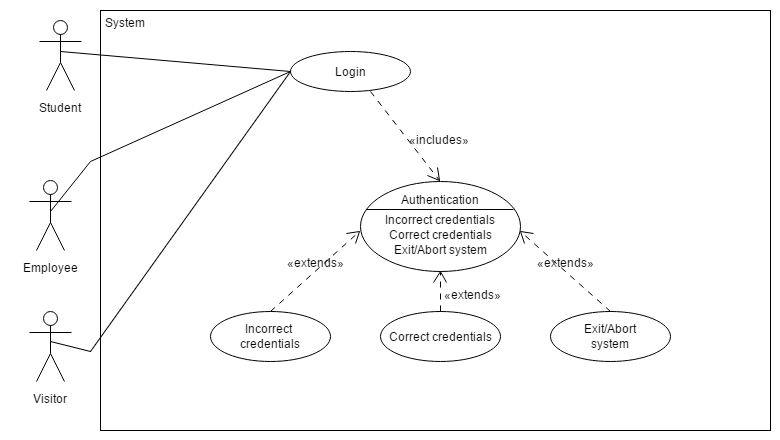 System
Student
Login
«includes»
Employee
Authentication
Incorrect credentials
Correct credentials
Exit/Abort system
«extends»
«extends»
«extends»
Incorrect
credentials
Correct credentials
Exit/Abort
system
Visitor